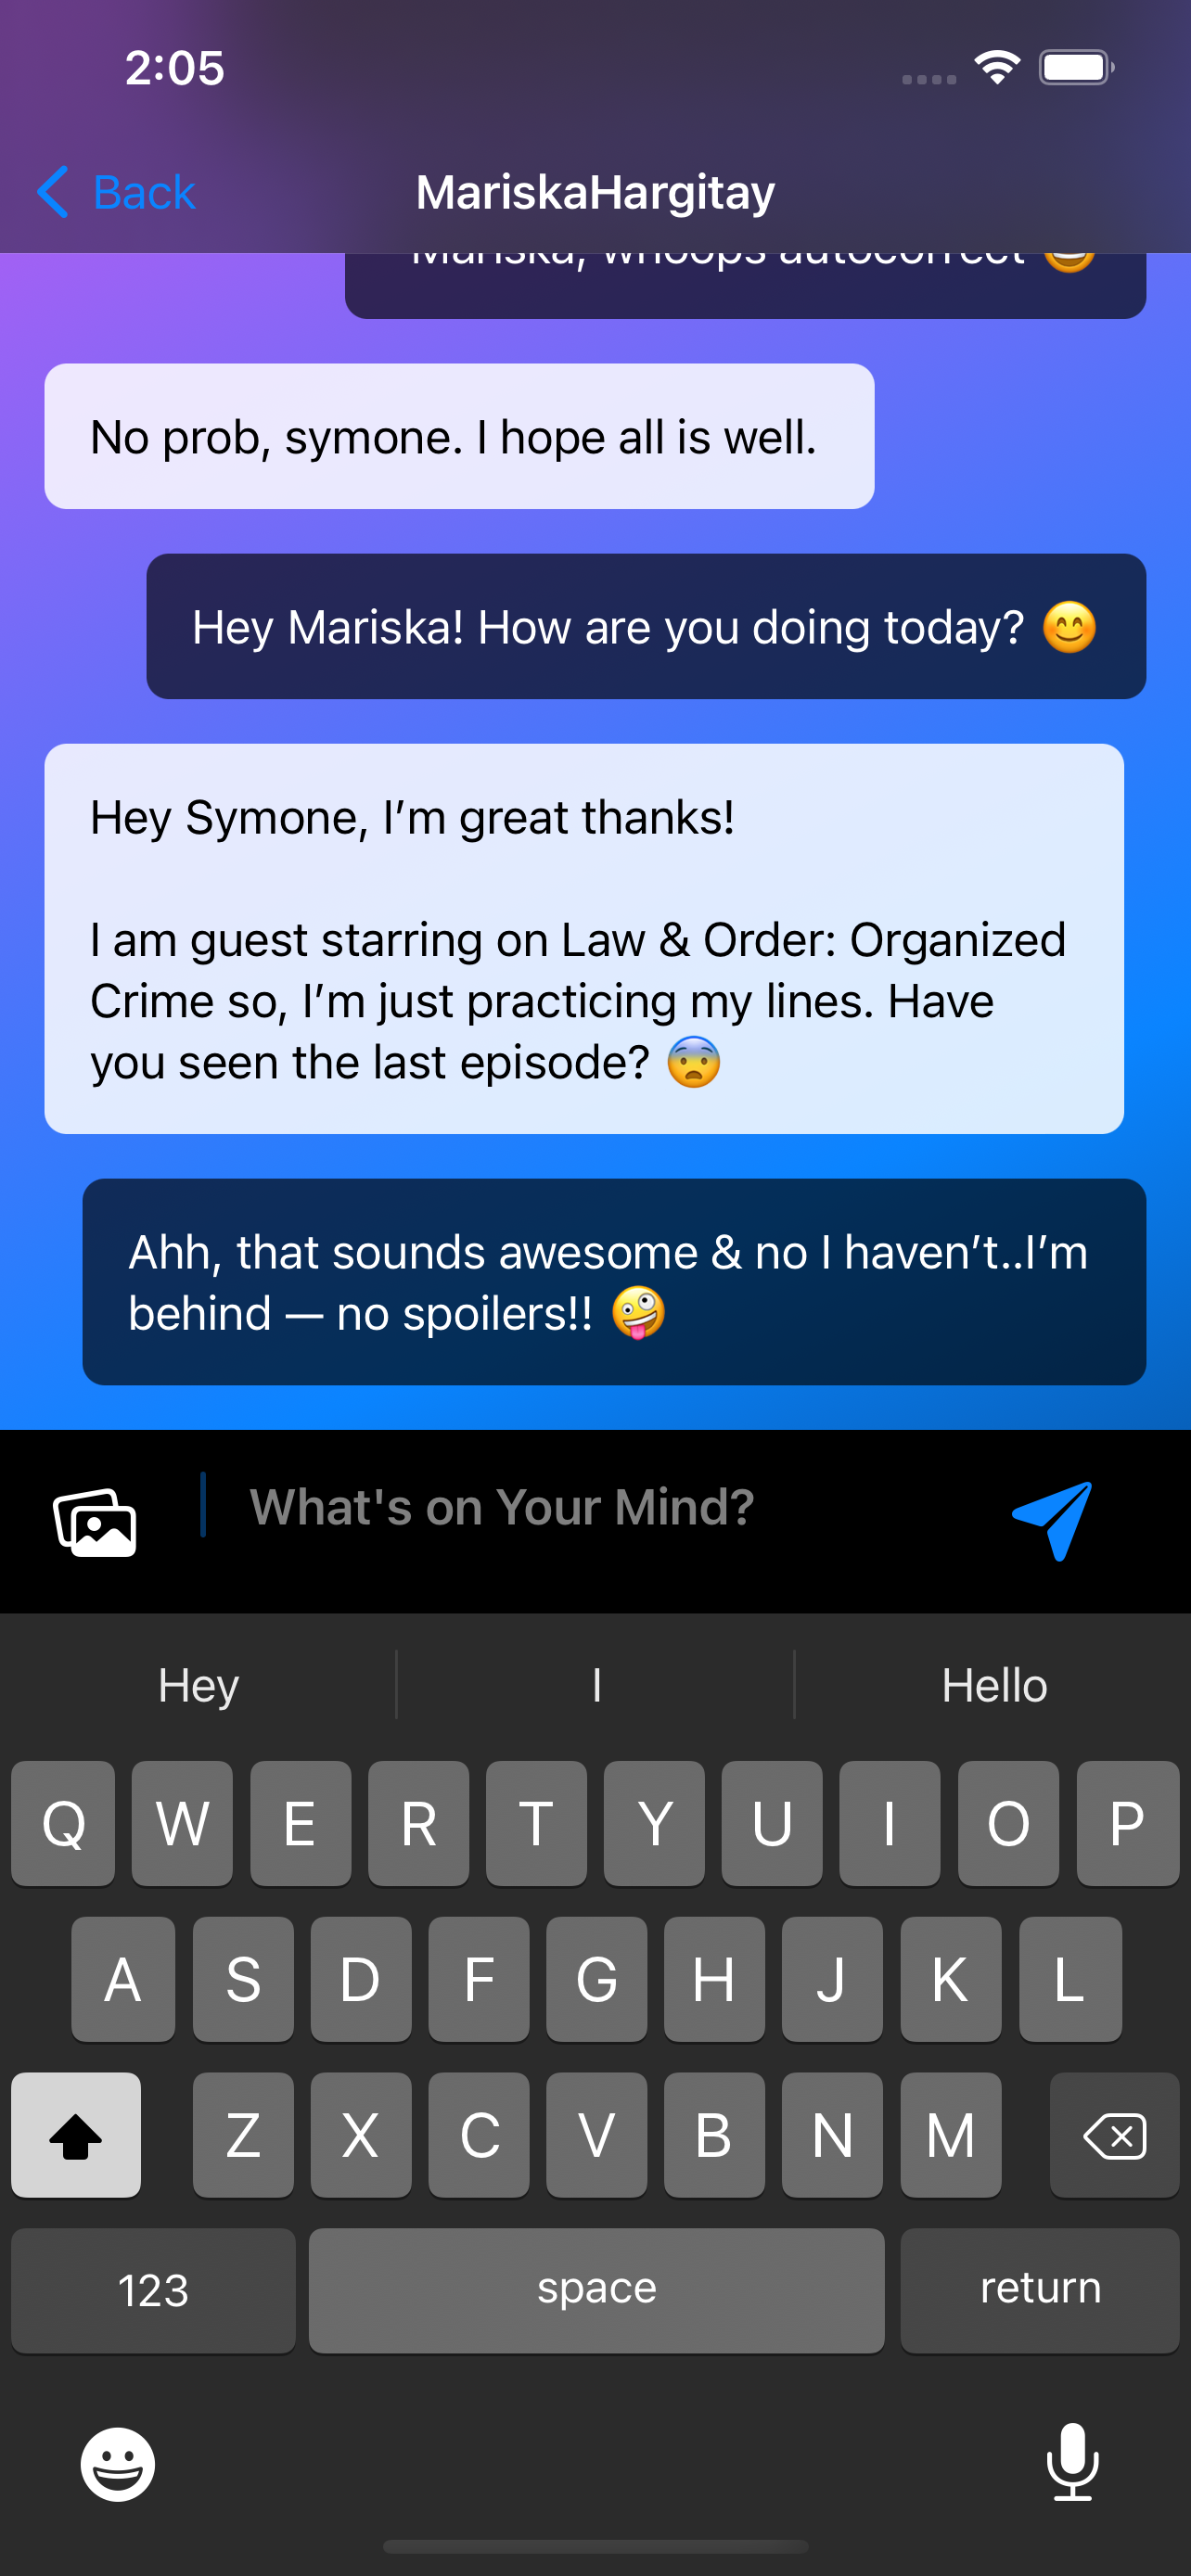 2:05
Back
MariskaHargitay
Mariska, whoops autocorrect 😅
No prob, symone. I hope all is well.
Hey Mariska! How are you doing today? 😊
Hey Symone, I’m great thanks!
I am guest starring on Law & Order: Organized
Crime so, I’m just practicing my lines. Have
you seen the last episode? 😨
Ahh, that sounds awesome & no I haven’t..I’m
behind — no spoilers!! 🤪
What's on Your Mind?
Hey I Hello
Q W E R T Y U I O P
A S D F G H J K L
Z X C V B N M
123 space return